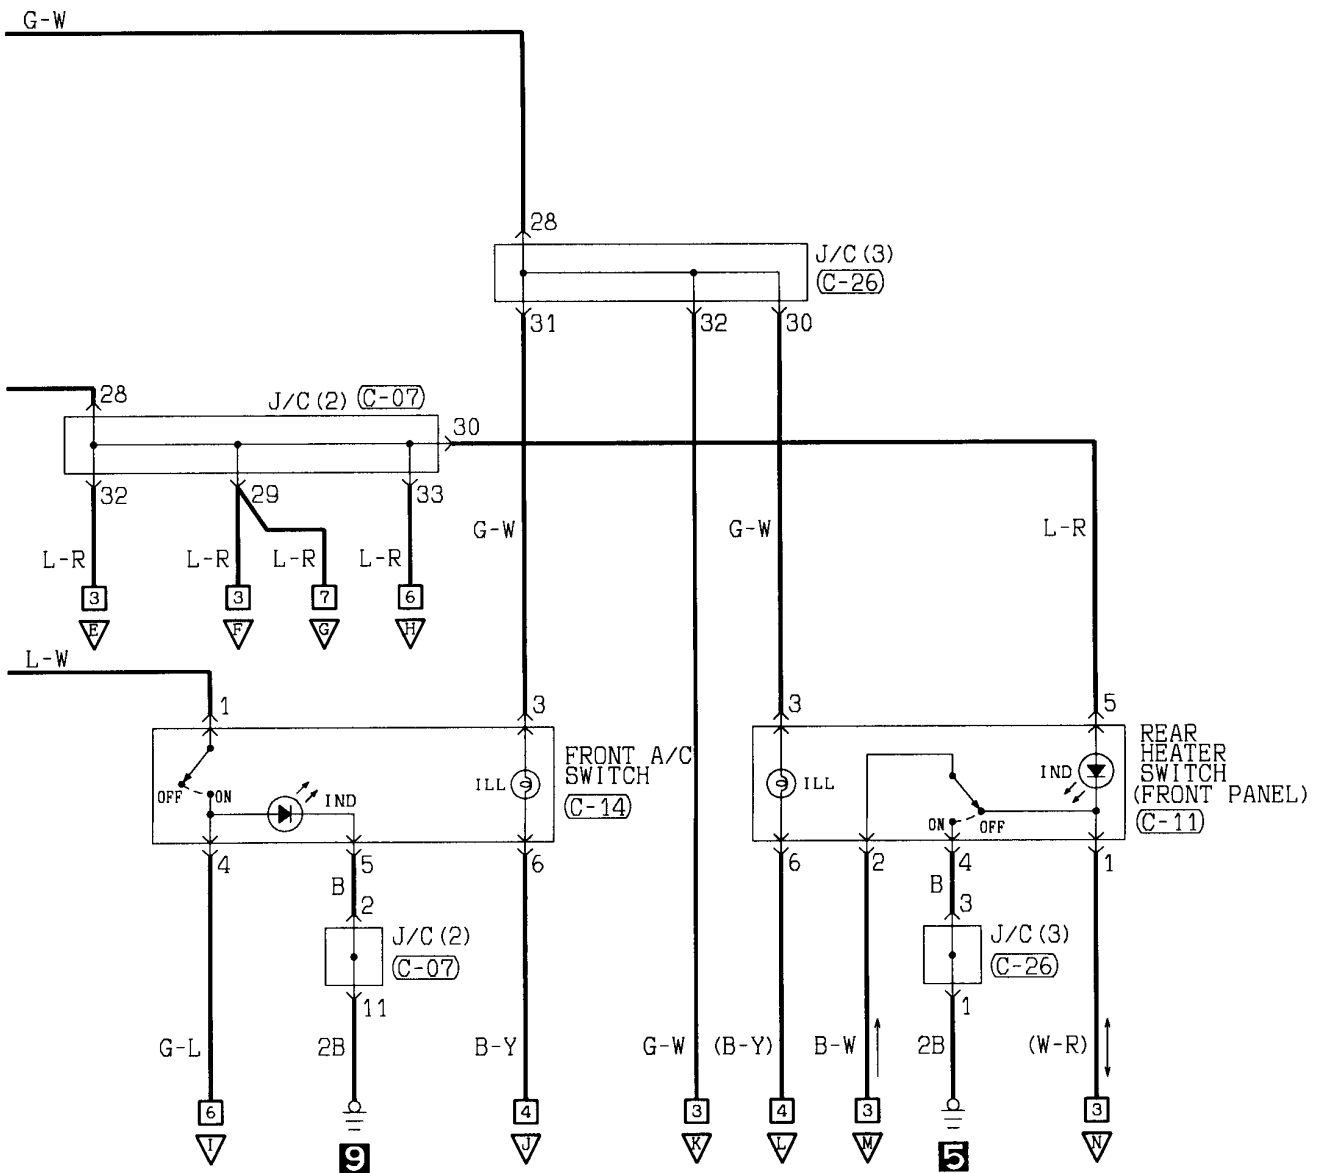 G-W
28
J/C(3)
(C-26)
31
32
30
28
J/C(2) (C-07)
30
32
29
33
G-W
G-W
L-R
L-R
L-R
L-R
L-R
3
3
7
6
E
F
G
H
L-W
1
3
3
5
FRONT A/C
SWITCH
(C-14)
REAR
HEATER
SWITCH
(FRONT PANEL)
(C-11)
OFF
ON
IND
ILL
ILL
IND
ON
OFF
4
5
6
6
2
4
1
B
2
B
3
J/C(2)
(C-07)
J/C(3)
(C-26)
11
1
G-L
2B
B-Y
G-W
(B-Y)
B-W
2B
(W-R)
6
4
3
4
3
3
I
9
J
K
L
M
5
N